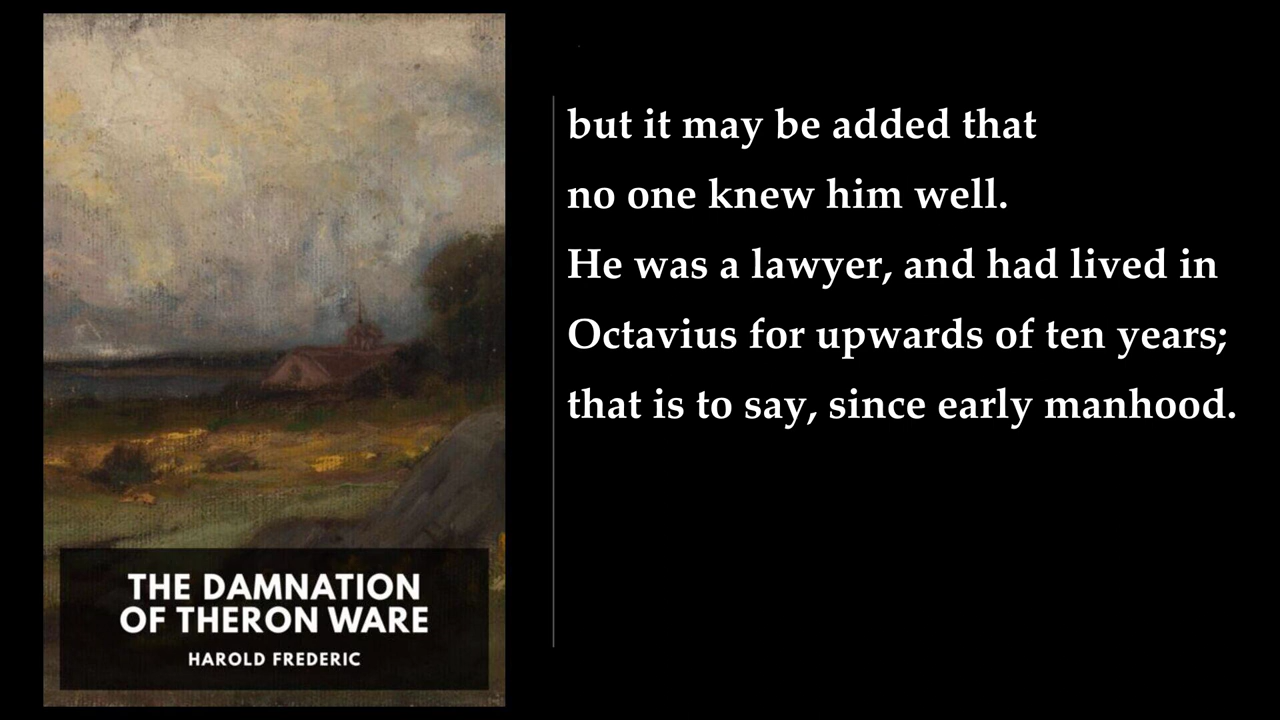 THE DAMNATION
OF THERON WARE
HAROLD FREDERIC
but it may be added that
no one knew him well.
He was a lawyer, and had lived in
Octavius for upwards of ten years;
that is to say, since early manhood.